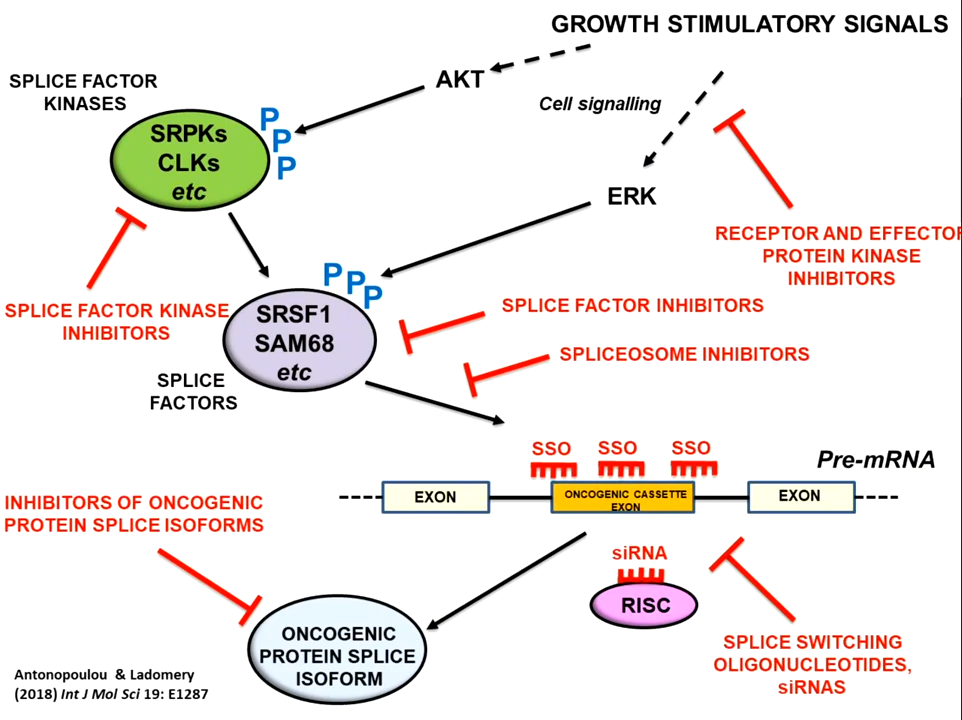 GROWTH STIMULATORY SIGNALS
SPLICE FACTOR
KINASES
AKT
Cell signalling
P
P
P
SRPKs
CLKs
etc
ERK
RECEPTOR AND EFFECTOR
PROTEIN KINASE
INHIBITORS
P
P
P
SPLICE FACTOR KINASE
INHIBITORS
SRSF1
SAM68
etc
SPLICE FACTOR INHIBITORS
SPLICEOSOME INHIBITORS
SPLICE
FACTORS
SSO
SSO
SSO
Pre-mRNA
EXON
ONCOGENIC CASSETTE
EXON
EXON
INHIBITORS OF ONCOGENIC
PROTEIN SPLICE ISOFORMS
siRNA
RISC
ONCOGENIC
PROTEIN SPLICE
ISOFORM
SPLICE SWITCHING
OLIGONUCLEOTIDES,
siRNAS
Antonopoulou & Ladomery
(2018) Int J Mol Sci 19: E1287